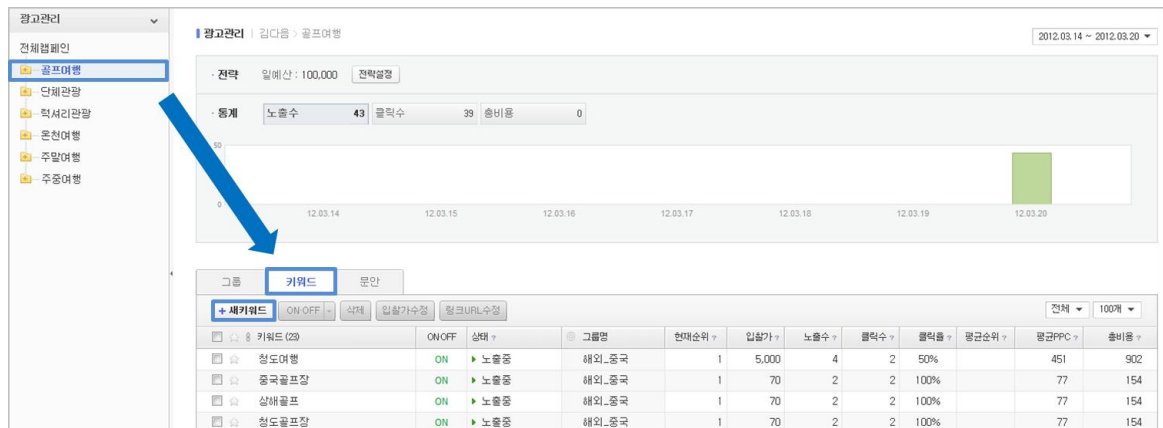 광고관리
전체캠페인
골프여행
단체관광
럭셔리관광
온천여행
주말여행
주중여행
광고관리 | 김다음 > 골프여행
2012.03.14 ~ 2012.03.20
· 전략 일예산 : 100,000 전략설정
· 통계 노출수 43 클릭수 39 총비용 0
50
0
12.03.14 12.03.15 12.03.16 12.03.17 12.03.18 12.03.19 12.03.20
그룹 키워드 문안
+ 새키워드 ON·OFF 삭제 입찰가수정 링크URL수정 전체 100개
키워드 (23) ON·OFF 상태 ? 그룹명 현재순위 ? 입찰가 ? 노출수 ? 클릭수 ? 클릭률 ? 평균순위 ? 평균PPC ? 총비용 ?
청도여행 ON 노출중 해외_중국 1 5,000 4 2 50% 451 902
중국골프장 ON 노출중 해외_중국 1 70 2 2 100% 77 154
상해골프 ON 노출중 해외_중국 1 70 2 2 100% 77 154
청도골프장 ON 노출중 해외_중국 1 70 2 2 100% 77 154